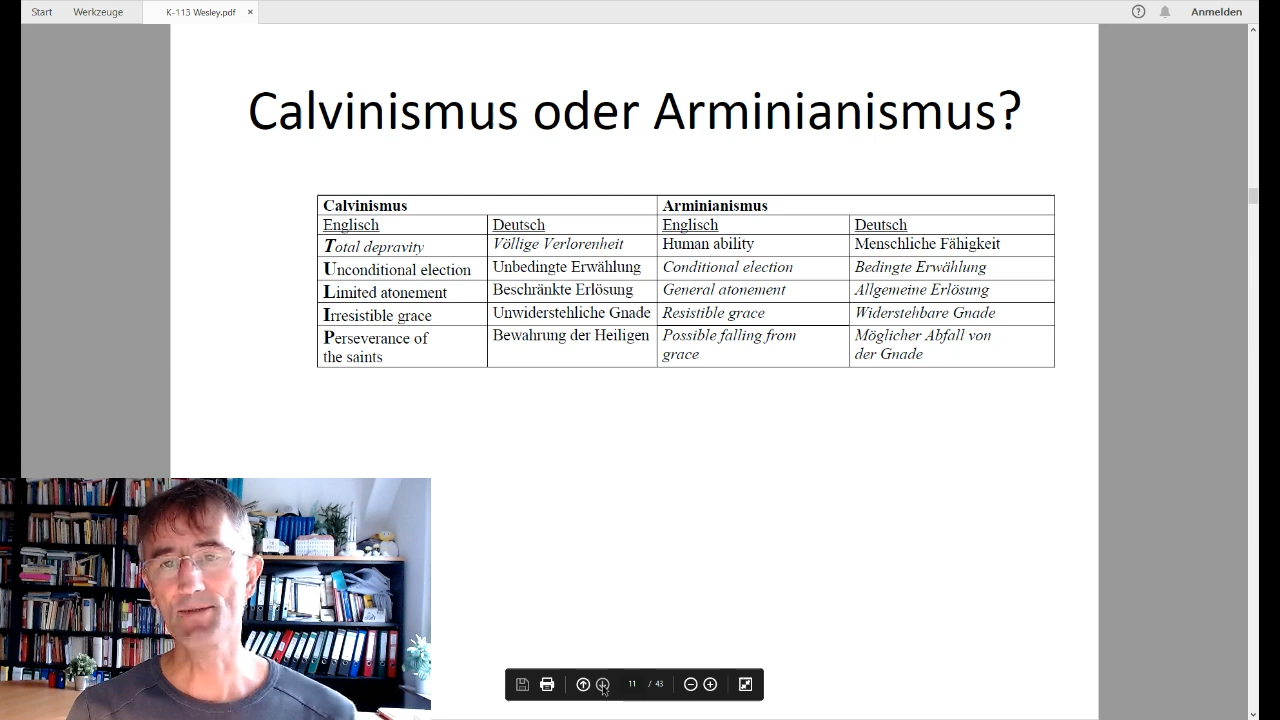 Start Werkzeuge K-113 Wesley.pdf × ? Anmelden
Calvinismus oder Arminianismus?
Calvinismus Arminianismus
Englisch Deutsch Englisch Deutsch
Total depravity Völlige Verlorenheit Human ability Menschliche Fähigkeit
Unconditional election Unbedingte Erwählung Conditional election Bedingte Erwählung
Limited atonement Beschränkte Erlösung General atonement Allgemeine Erlösung
Irresistible grace Unwiderstehliche Gnade Resistible grace Widerstehbare Gnade
Perseverance of Bewahrung der Heiligen Possible falling from Möglicher Abfall von
the saints grace der Gnade
11 / 43